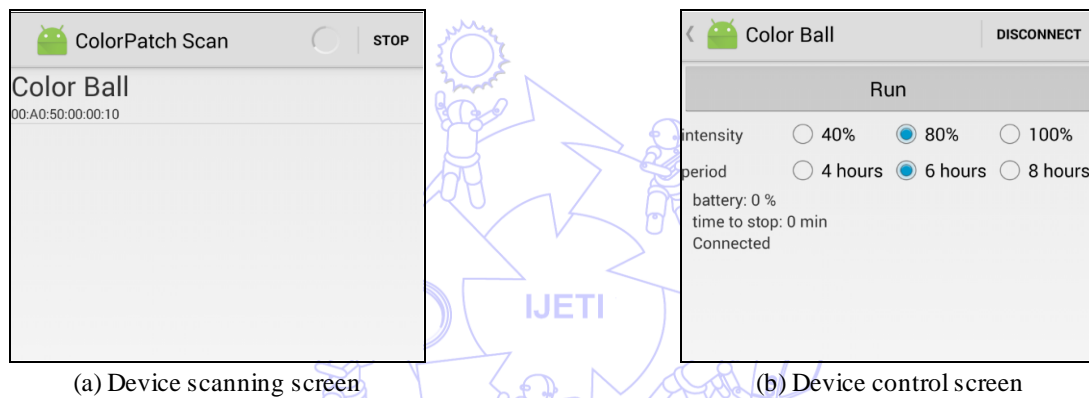 ColorPatch Scan
STOP
Color Ball
00:A0:50:00:00:10
(a) Device scanning screen
Color Ball
DISCONNECT
Run
intensity 40% 80% 100%
period 4 hours 6 hours 8 hours
battery: 0 %
time to stop: 0 min
Connected
(b) Device control screen
IJETI